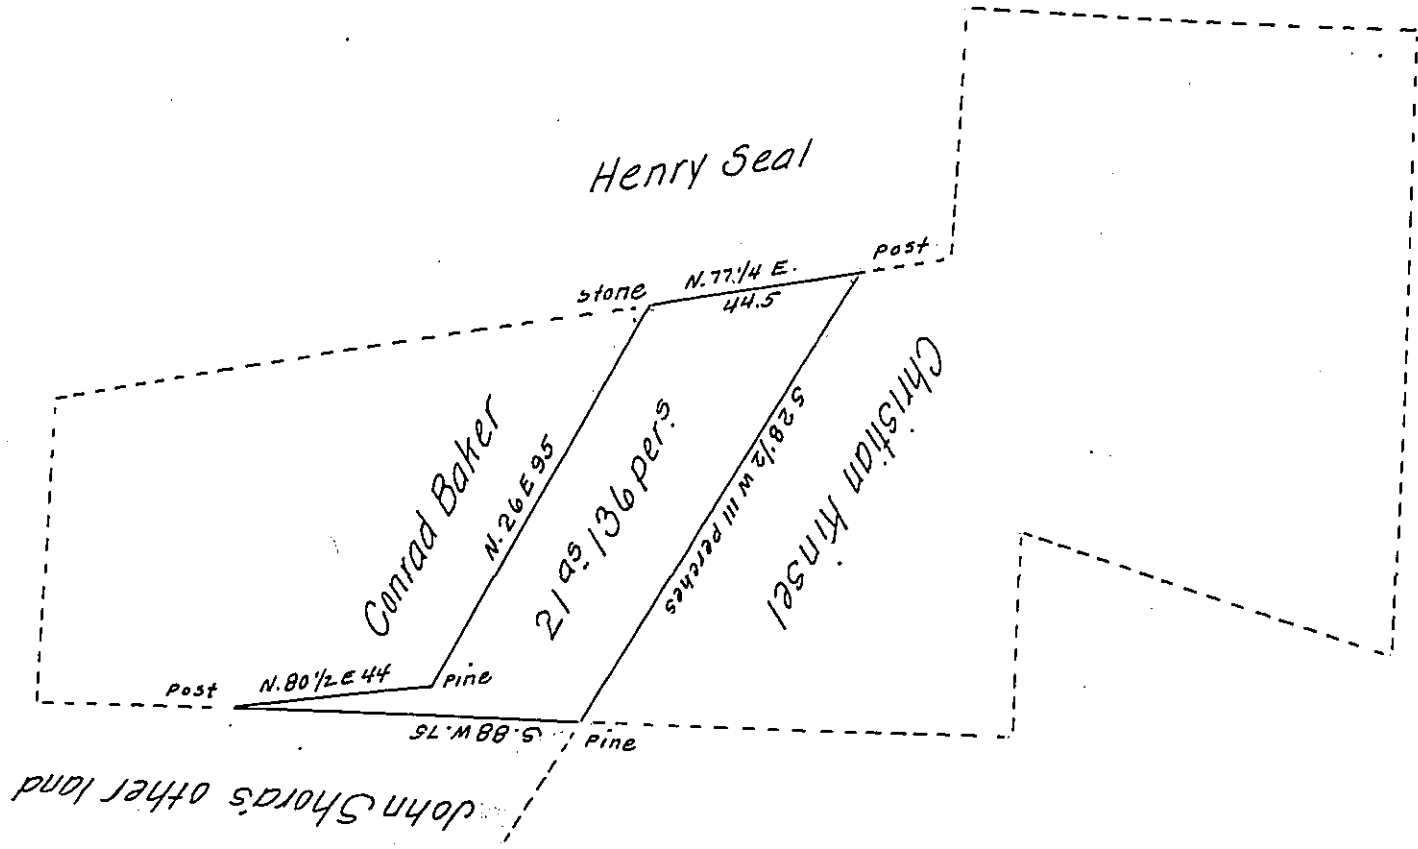 Henry Seal
Post
N. 77 1/4 E.
44.5
Stone
Christian Kinsel
Conrad Baker
N. 26 E 95
21 as 136 pers
S 28 1/2 W 111 perches
Post
N. 80 1/2 E 44
Pine
S. 88 W. 75
Pine
John Shora's other land